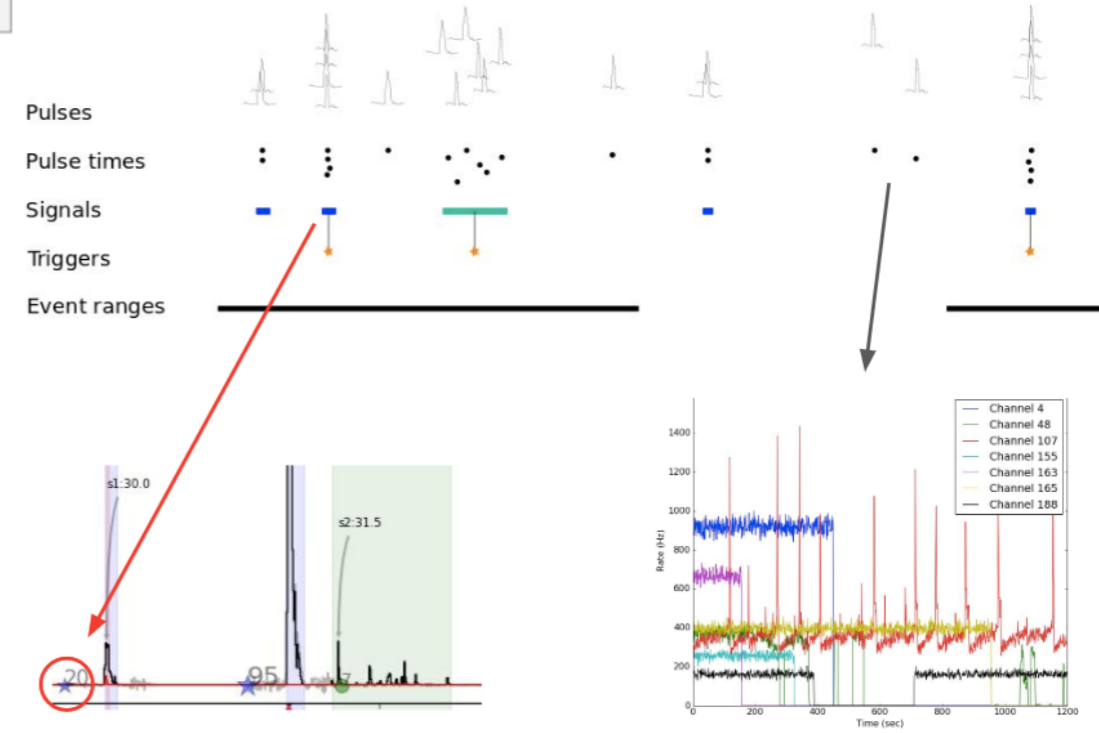 Pulses
Pulse times
Signals
Triggers
Event ranges
s1:30.0
s2:31.5
20
95
7
Channel 4
Channel 48
Channel 107
Channel 155
Channel 163
Channel 165
Channel 188
Rate (Hz)
1400
1200
1000
800
600
400
200
0
0 200 400 600 800 1000 1200
Time (sec)